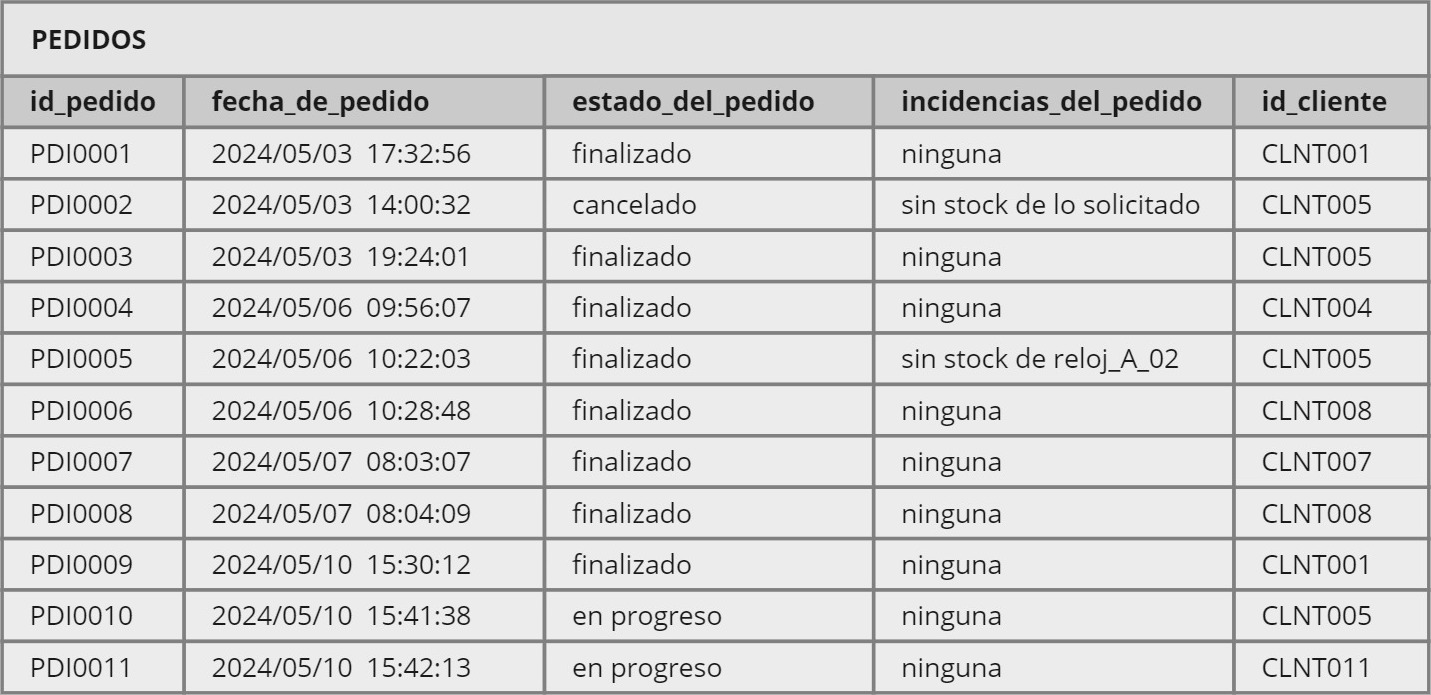 PEDIDOS
id_pedido fecha_de_pedido estado_del_pedido incidencias_del_pedido id_cliente
PDI0001 2024/05/03 17:32:56 finalizado ninguna CLNT001
PDI0002 2024/05/03 14:00:32 cancelado sin stock de lo solicitado CLNT005
PDI0003 2024/05/03 19:24:01 finalizado ninguna CLNT005
PDI0004 2024/05/06 09:56:07 finalizado ninguna CLNT004
PDI0005 2024/05/06 10:22:03 finalizado sin stock de reloj_A_02 CLNT005
PDI0006 2024/05/06 10:28:48 finalizado ninguna CLNT008
PDI0007 2024/05/07 08:03:07 finalizado ninguna CLNT007
PDI0008 2024/05/07 08:04:09 finalizado ninguna CLNT008
PDI0009 2024/05/10 15:30:12 finalizado ninguna CLNT001
PDI0010 2024/05/10 15:41:38 en progreso ninguna CLNT005
PDI0011 2024/05/10 15:42:13 en progreso ninguna CLNT011